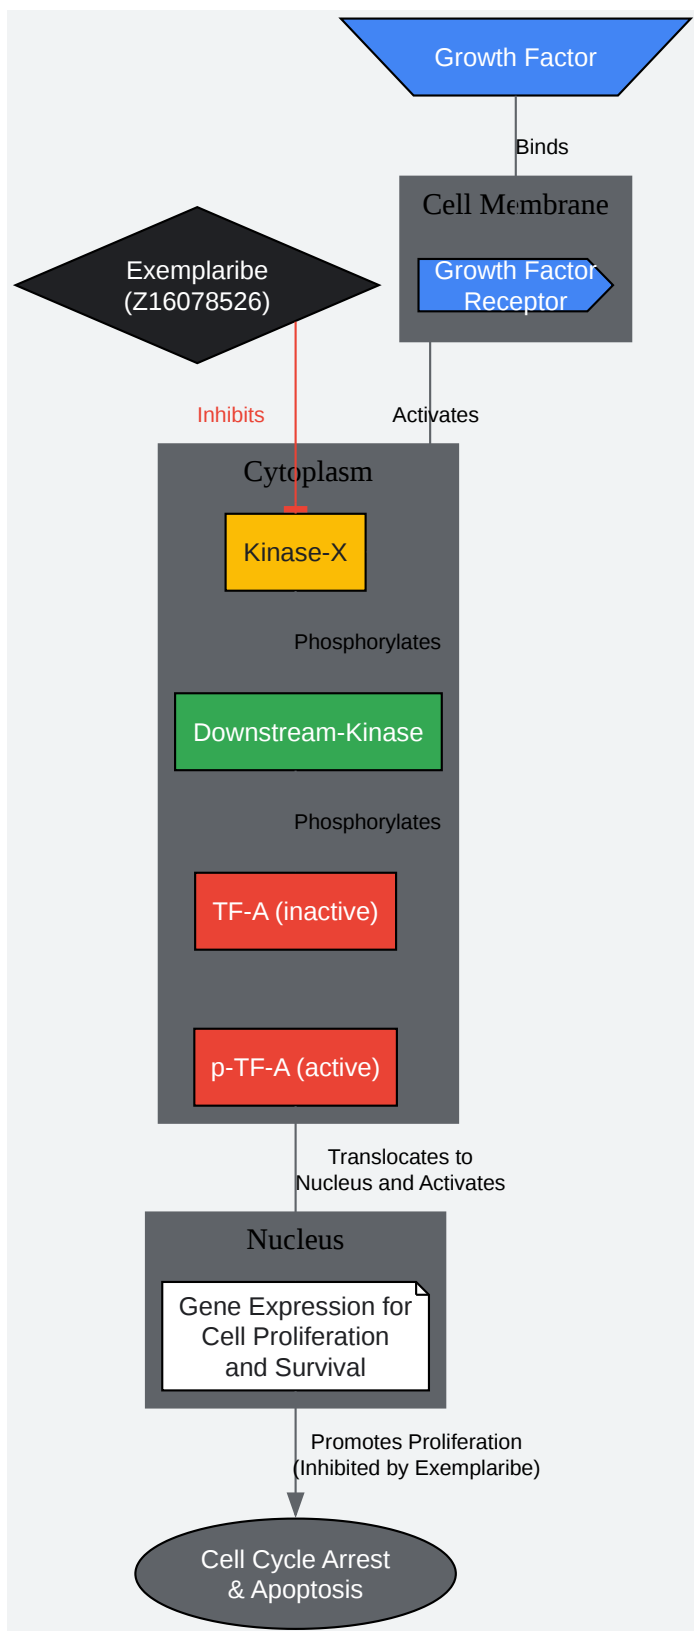 Growth Factor
Binds
Cell Membrane
Growth Factor
Receptor
Exemplaribe
(Z16078526)
Inhibits
Activates
Cytoplasm
Kinase-X
Phosphorylates
Downstream-Kinase
Phosphorylates
TF-A (inactive)
p-TF-A (active)
Translocates to
Nucleus and Activates
Nucleus
Gene Expression for
Cell Proliferation
and Survival
Promotes Proliferation
(Inhibited by Exemplaribe)
Cell Cycle Arrest
& Apoptosis